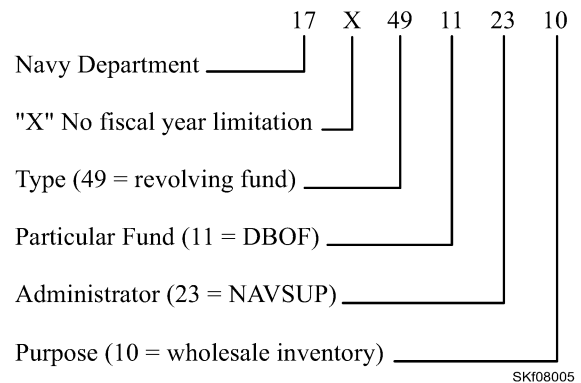 17 X 49 11 23 10
Navy Department
"X" No fiscal year limitation
Type (49 = revolving fund)
Particular Fund (11 = DBOF)
Administrator (23 = NAVSUP)
Purpose (10 = wholesale inventory)
SKf08005